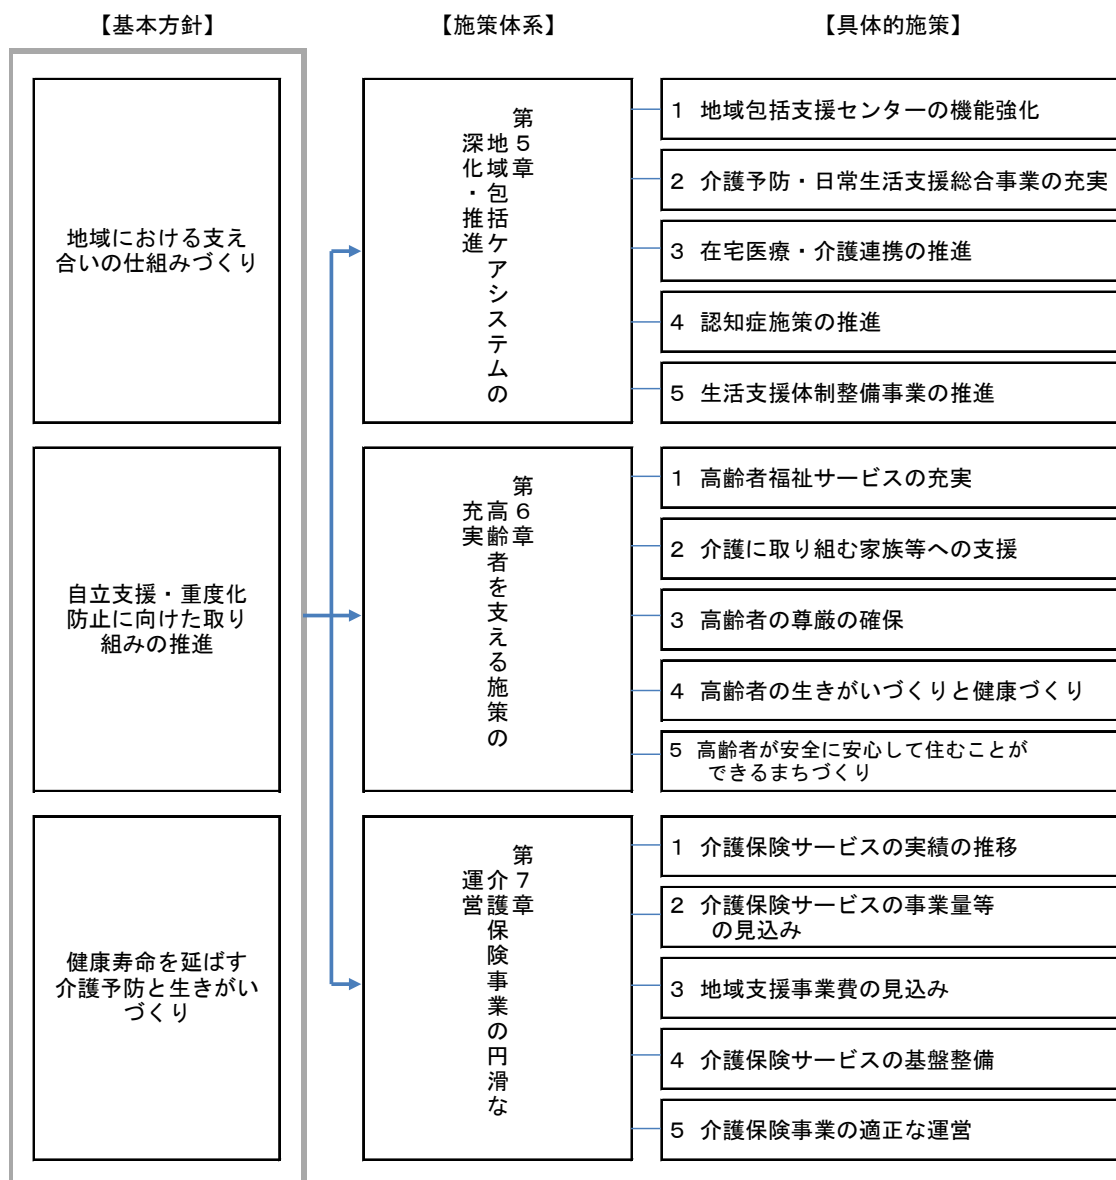 【基本方針】
【施策体系】
【具体的施策】
地域における支え
合いの仕組みづくり
自立支援・重度化
防止に向けた取り
組みの推進
健康寿命を延ばす
介護予防と生きがい
づくり
第5章
地域包括ケアシステムの
深化・推進
1 地域包括支援センターの機能強化
2 介護予防・日常生活支援総合事業の充実
3 在宅医療・介護連携の推進
4 認知症施策の推進
5 生活支援体制整備事業の推進
第6章
高齢者を支える施策の
充実
1 高齢者福祉サービスの充実
2 介護に取り組む家族等への支援
3 高齢者の尊厳の確保
4 高齢者の生きがいづくりと健康づくり
5 高齢者が安全に安心して住むことが
できるまちづくり
第7章
介護保険事業の円滑な
運営
1 介護保険サービスの実績の推移
2 介護保険サービスの事業量等
の見込み
3 地域支援事業費の見込み
4 介護保険サービスの基盤整備
5 介護保険事業の適正な運営